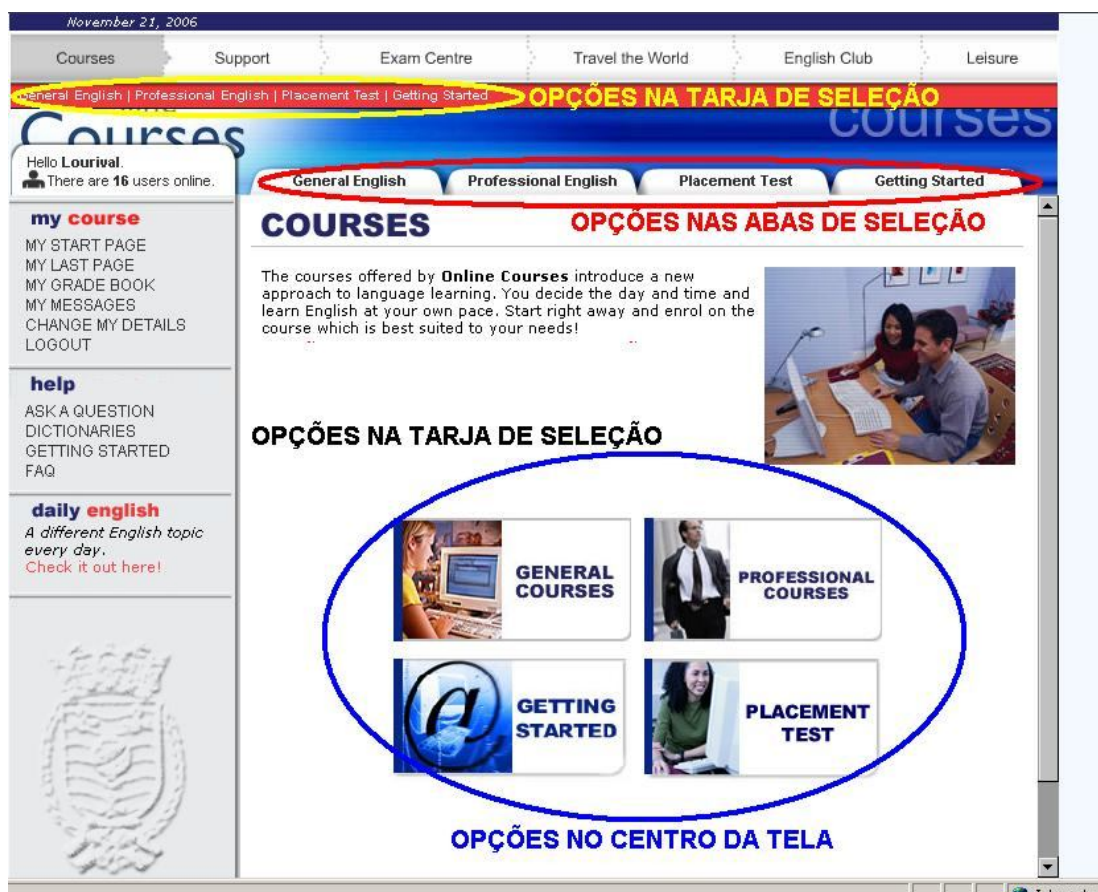 November 21, 2006
Courses Support Exam Centre Travel the World English Club Leisure
General English | Professional English | Placement Test | Getting Started OPÇÕES NA TARJA DE SELEÇÃO
Courses courses
Hello Lourival.
There are 16 users online.
General English Professional English Placement Test Getting Started
my course
MY START PAGE
MY LAST PAGE
MY GRADE BOOK
MY MESSAGES
CHANGE MY DETAILS
LOGOUT
help
ASK A QUESTION
DICTIONARIES
GETTING STARTED
FAQ
daily english
A different English topic
every day.
Check it out here!
COURSES OPÇÕES NAS ABAS DE SELEÇÃO
The courses offered by Online Courses introduce a new
approach to language learning. You decide the day and time and
learn English at your own pace. Start right away and enrol on the
course which is best suited to your needs!
OPÇÕES NA TARJA DE SELEÇÃO
GENERAL
COURSES
PROFESSIONAL
COURSES
GETTING
STARTED
PLACEMENT
TEST
OPÇÕES NO CENTRO DA TELA